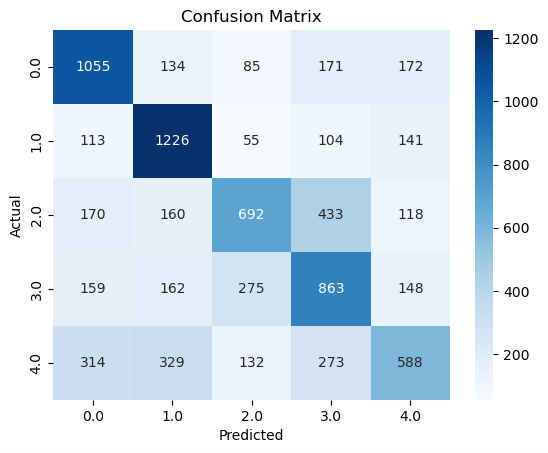 Confusion Matrix
0.0 1055 134 85 171 172
1.0 113 1226 55 104 141
2.0 170 160 692 433 118
3.0 159 162 275 863 148
4.0 314 329 132 273 588
0.0 1.0 2.0 3.0 4.0
Predicted
Actual
1200
1000
800
600
400
200